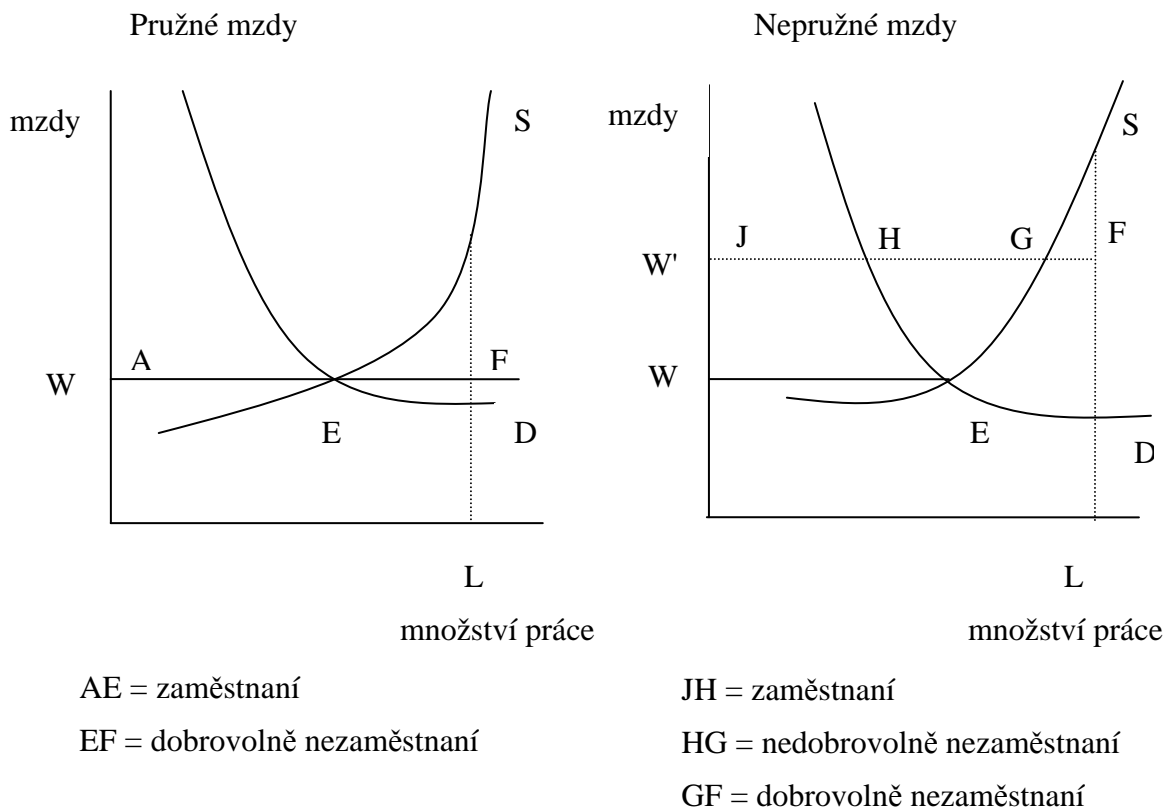 Pružné mzdy
mzdy
S
A
F
W
E
D
L
množství práce
AE = zaměstnaní
EF = dobrovolně nezaměstnaní
Nepružné mzdy
mzdy
S
J
H
G
F
W'
W
E
D
L
množství práce
JH = zaměstnaní
HG = nedobrovolně nezaměstnaní
GF = dobrovolně nezaměstnaní